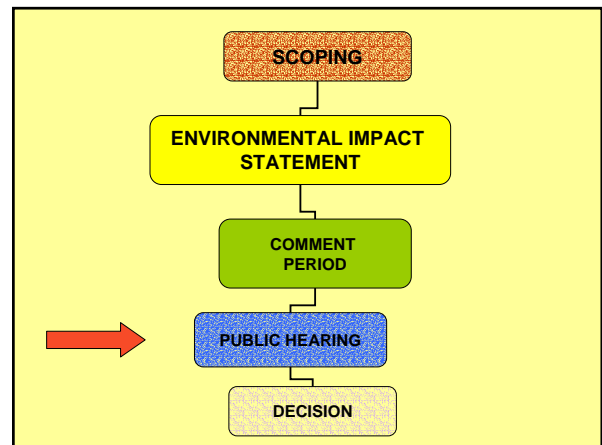 SCOPING
ENVIRONMENTAL IMPACT
STATEMENT
COMMENT
PERIOD
PUBLIC HEARING
DECISION